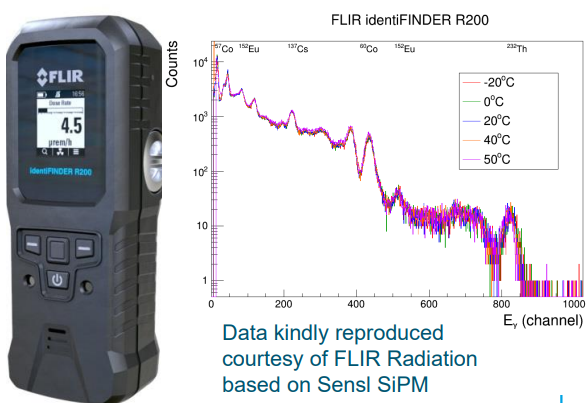 FLIR identiFINDER R200
Counts
⁵⁷Co ¹⁵²Eu ¹³⁷Cs ⁶⁰Co ¹⁵²Eu ²³²Th
10⁴
10³
10²
10
1
-20°C
0°C
20°C
40°C
50°C
0 200 400 600 800 1000
Eγ (channel)
FLIR
16:56
Dose Rate
4.5
µrem/h
identiFINDER R200
Data kindly reproduced
courtesy of FLIR Radiation
based on Sensl SiPM